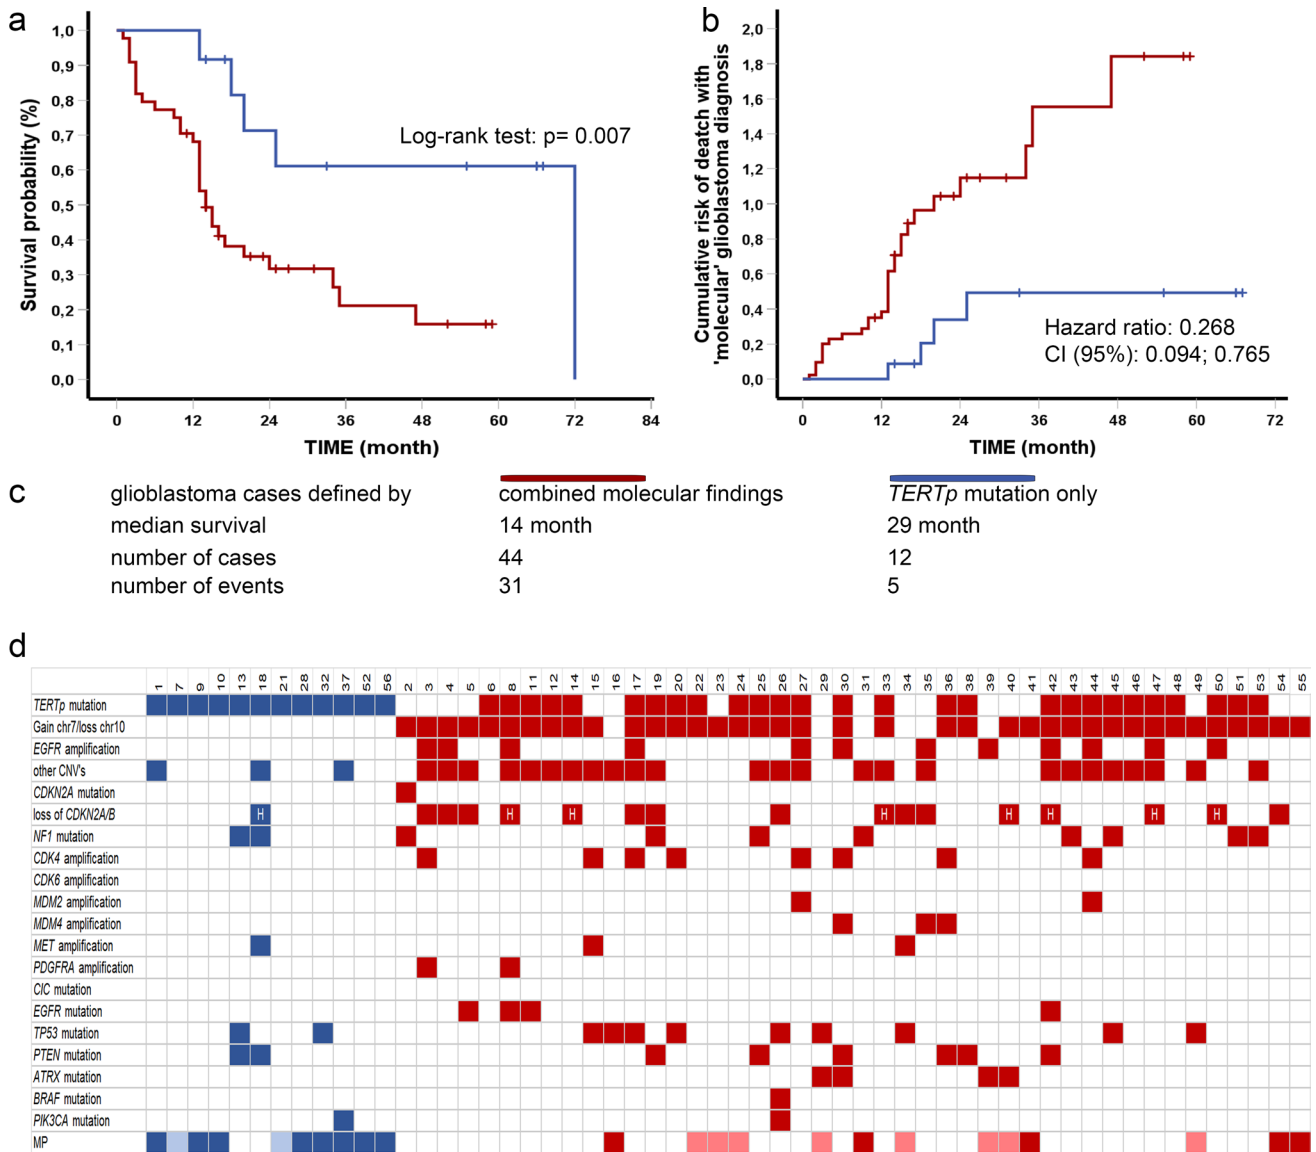 a
1,0
0,9
0,8
0,7
0,6
0,5
0,4
0,3
0,2
0,1
0,0
Survival probability (%)
Log-rank test: p= 0.007
0 12 24 36 48 60 72 84
TIME (month)
b
2,0
1,8
1,6
1,4
1,2
1,0
0,8
0,6
0,4
0,2
0,0
Cumulative risk of deatch with
'molecular' glioblastoma diagnosis
Hazard ratio: 0.268
CI (95%): 0.094; 0.765
0 12 24 36 48 60 72
TIME (month)
c
glioblastoma cases defined by combined molecular findings TERTp mutation only
median survival 14 month 29 month
number of cases 44 12
number of events 31 5
d
1 7 9 10 13 18 21 28 32 37 52 56 2 3 4 5 6 8 11 12 14 15 16 17 19 20 22 23 24 25 26 27 29 30 31 33 34 35 36 38 39 40 41 42 43 44 45 46 47 48 49 50 51 53 54 55
TERTp mutation
Gain chr7/loss chr10
EGFR amplification
other CNV's
CDKN2A mutation
loss of CDKN2A/B H H H H H H H H
NF1 mutation
CDK4 amplification
CDK6 amplification
MDM2 amplification
MDM4 amplification
MET amplification
PDGFRA amplification
CIC mutation
EGFR mutation
TP53 mutation
PTEN mutation
ATRX mutation
BRAF mutation
PIK3CA mutation
MP